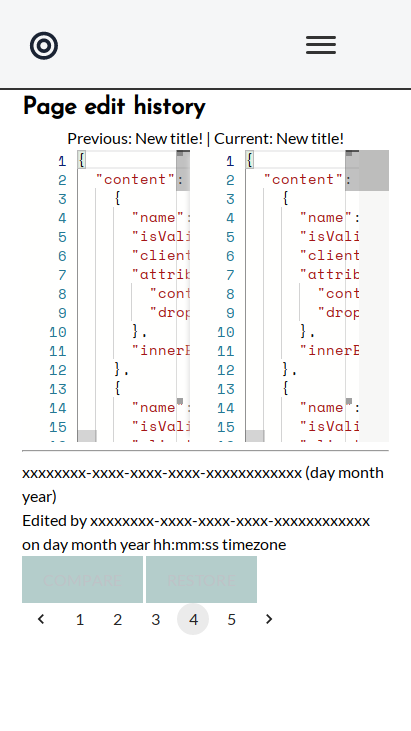 Page edit history
Previous: New title! | Current: New title!
1 {
2 "content":
3 {
4 "name":
5 "isVali
6 "client
7 "attrib
8 "cont
9 "drop
10 },
11 "innerB
12 },
13 {
14 "name":
15 "isVali
1 {
2 "content":
3 {
4 "name":
5 "isVali
6 "client
7 "attrib
8 "cont
9 "drop
10 },
11 "innerB
12 },
13 {
14 "name":
15 "isVali
xxxxxxxx-xxxx-xxxx-xxxx-xxxxxxxxxxxx (day month
year)
Edited by xxxxxxxx-xxxx-xxxx-xxxx-xxxxxxxxxxxx
on day month year hh:mm:ss timezone
COMPARE RESTORE
1 2 3 4 5